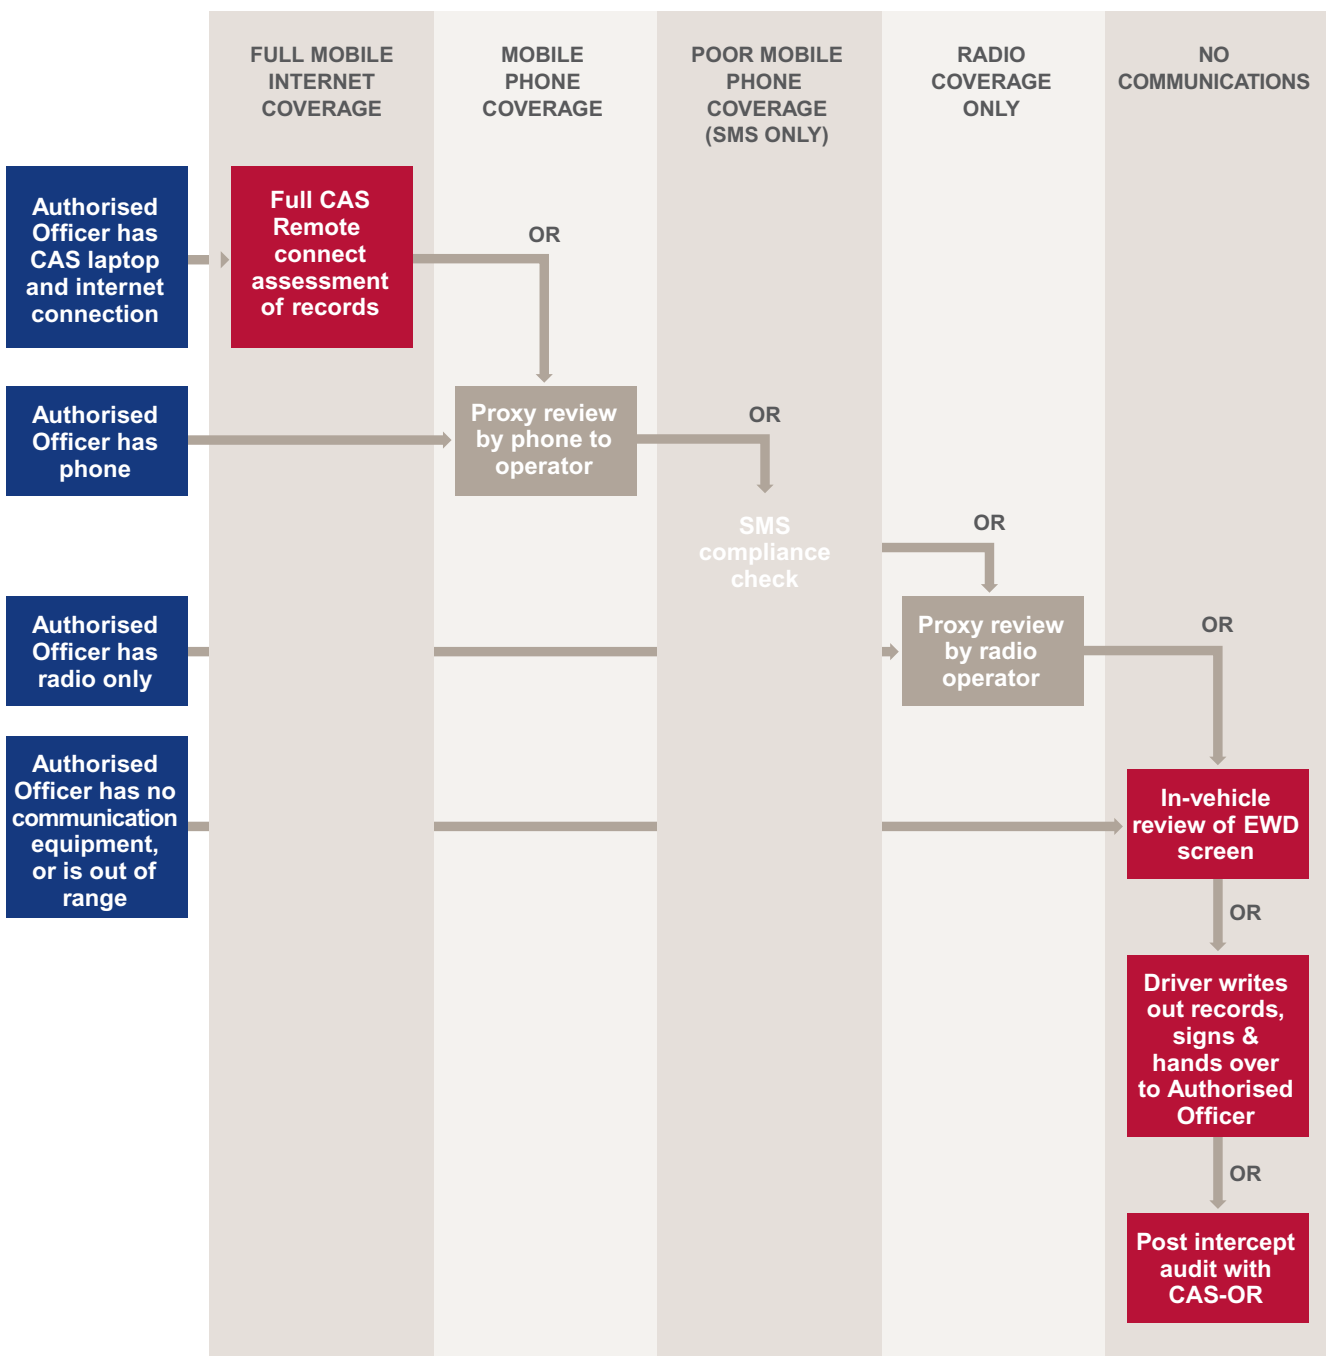 FULL MOBILE
INTERNET
COVERAGE
MOBILE
PHONE
COVERAGE
POOR MOBILE
PHONE
COVERAGE
(SMS ONLY)
RADIO
COVERAGE
ONLY
NO
COMMUNICATIONS
Authorised
Officer has
CAS laptop
and internet
connection
Full CAS
Remote
connect
assessment
of records
OR
Authorised
Officer has
phone
Proxy review
by phone to
operator
OR
SMS
compliance
check
OR
Authorised
Officer has
radio only
Proxy review
by radio
operator
OR
Authorised
Officer has no
communication
equipment,
or is out of
range
In-vehicle
review of EWD
screen
OR
Driver writes
out records,
signs &
hands over
to Authorised
Officer
OR
Post intercept
audit with
CAS-OR